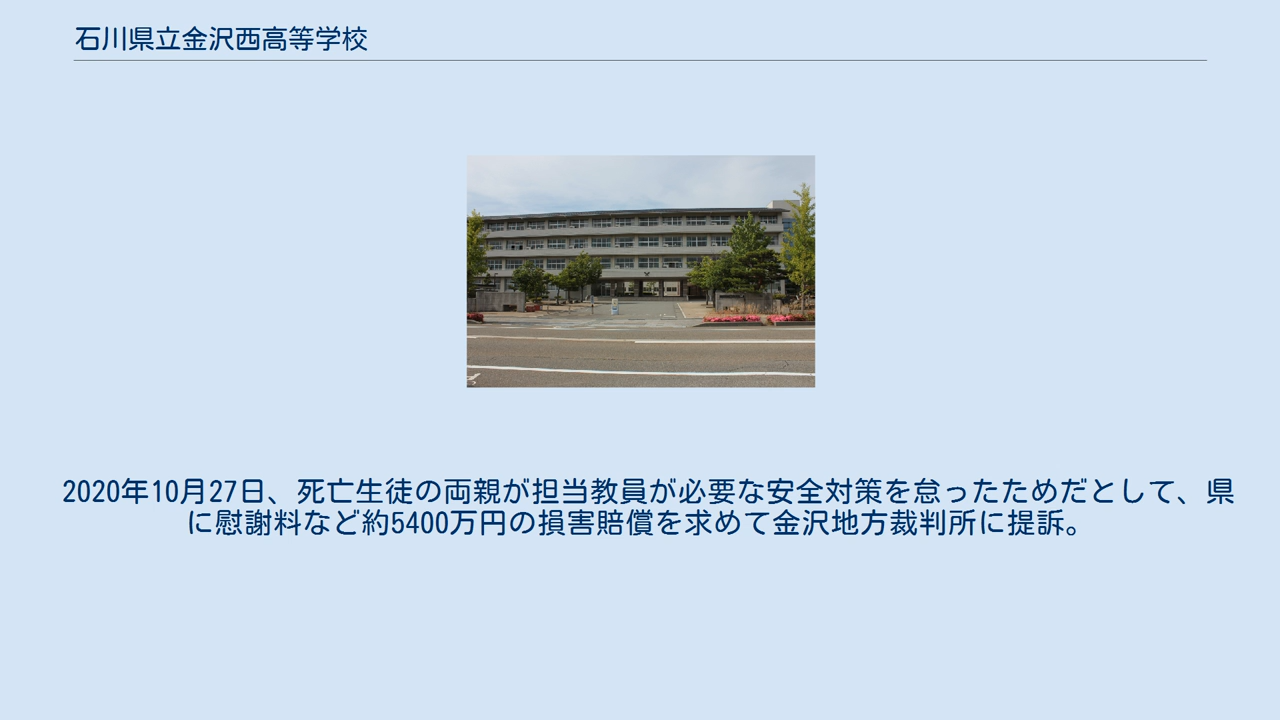 石川県立金沢西高等学校
2020年10月27日、死亡生徒の両親が担当教員が必要な安全対策を怠ったためだとして、県
に慰謝料など約5400万円の損害賠償を求めて金沢地方裁判所に提訴。